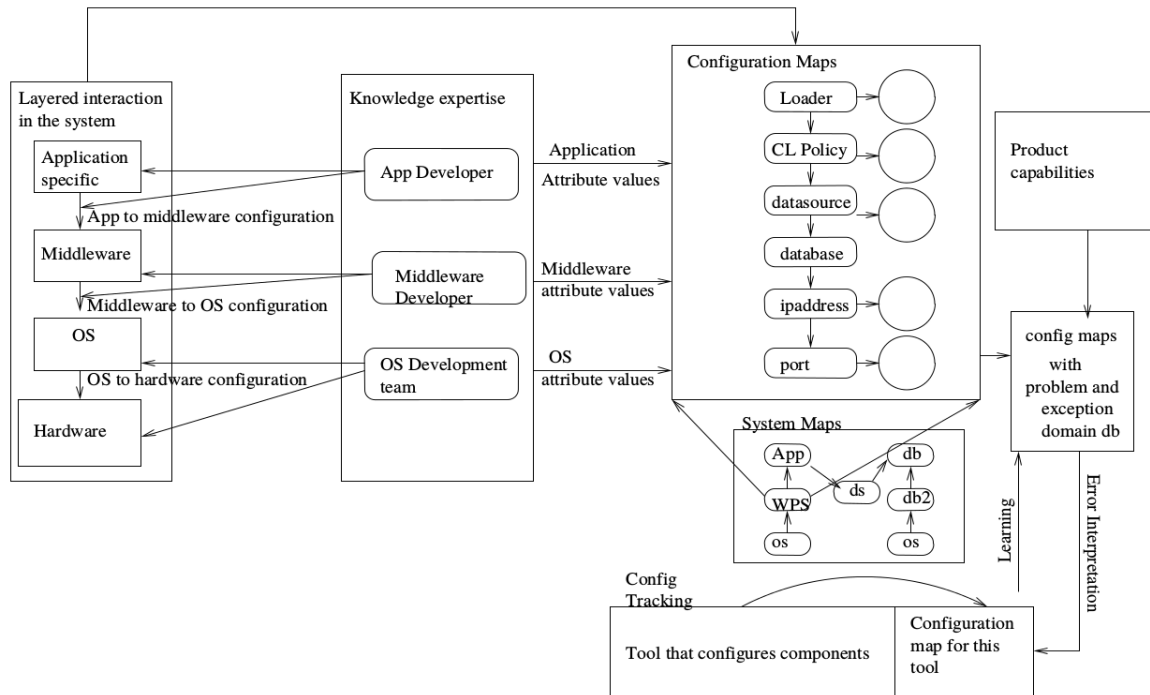 Layered interaction
in the system
Application
specific
App to middleware configuration
Middleware
Middleware to OS configuration
OS
OS to hardware configuration
Hardware
Knowledge expertise
App Developer
Middleware
Developer
OS Development
team
Application
Attribute values
Middleware
attribute values
OS
attribute values
Configuration Maps
Loader
CL Policy
datasource
database
ipaddress
port
System Maps
App
db
ds
WPS
db2
os
os
Product
capabilities
config maps
with
problem and
exception
domain db
Learning
Error Interpretation
Config
Tracking
Tool that configures components
Configuration
map for this
tool